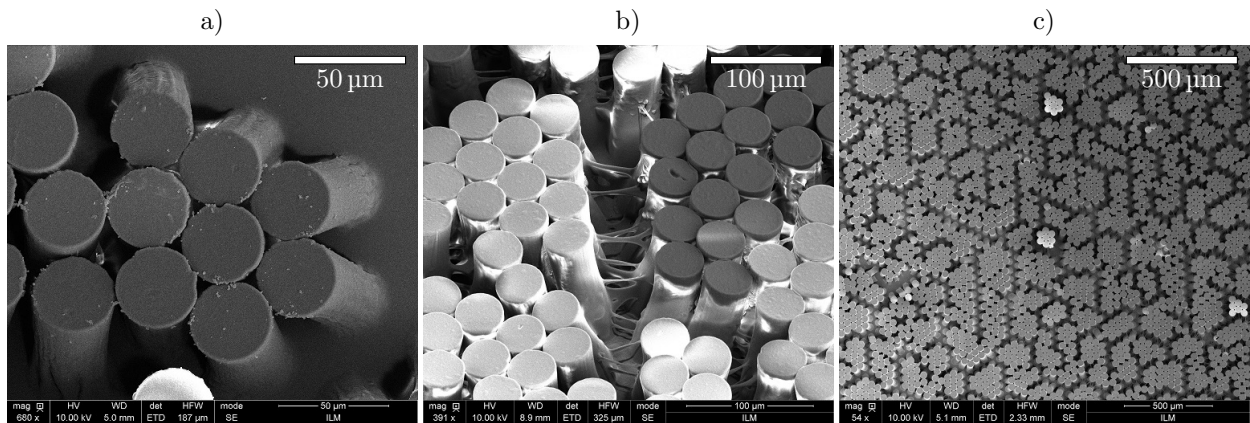 a)
b)
c)
50 µm
100 µm
500 µm
mag HV WD det HFW mode 50 µm
680 x 10.00 kV 5.0 mm ETD 187 µm SE ILM
mag HV WD det HFW mode 100 µm
391 x 10.00 kV 8.9 mm ETD 325 µm SE ILM
mag HV WD det HFW mode 500 µm
54 x 10.00 kV 5.1 mm ETD 2.33 mm SE ILM